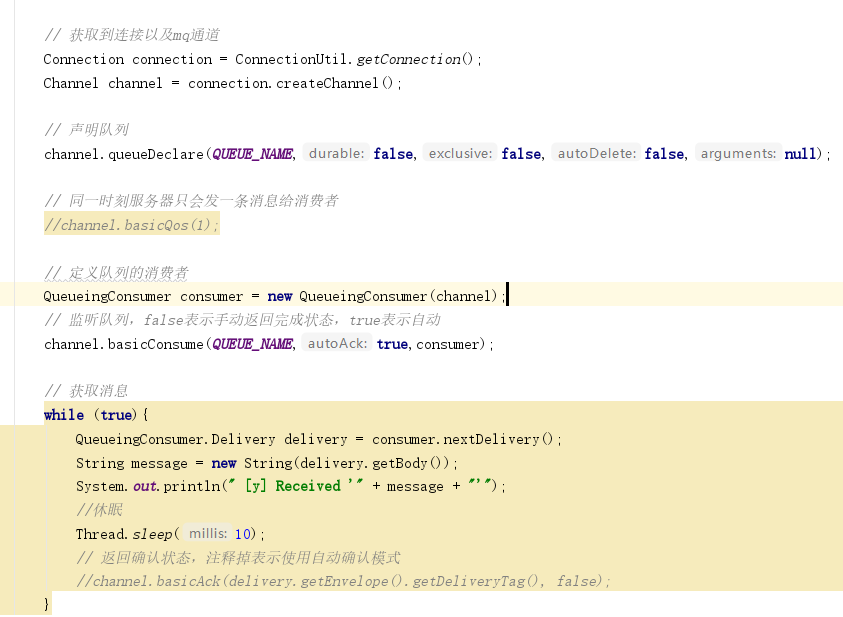 // 获取到连接以及mq通道
Connection connection = ConnectionUtil.getConnection();
Channel channel = connection.createChannel();
// 声明队列
channel.queueDeclare(QUEUE_NAME, durable: false, exclusive: false, autoDelete: false, arguments: null);
// 同一时刻服务器只会发一条消息给消费者
//channel.basicQos(1);
// 定义队列的消费者
QueueingConsumer consumer = new QueueingConsumer(channel);
// 监听队列，false表示手动返回完成状态，true表示自动
channel.basicConsume(QUEUE_NAME, autoAck: true,consumer);
// 获取消息
while (true){
QueueingConsumer.Delivery delivery = consumer.nextDelivery();
String message = new String(delivery.getBody());
System.out.println(" [y] Received '" + message + "'");
//休眠
Thread.sleep( millis: 10);
// 返回确认状态，注释掉表示使用自动确认模式
//channel.basicAck(delivery.getEnvelope().getDeliveryTag(), false);
}